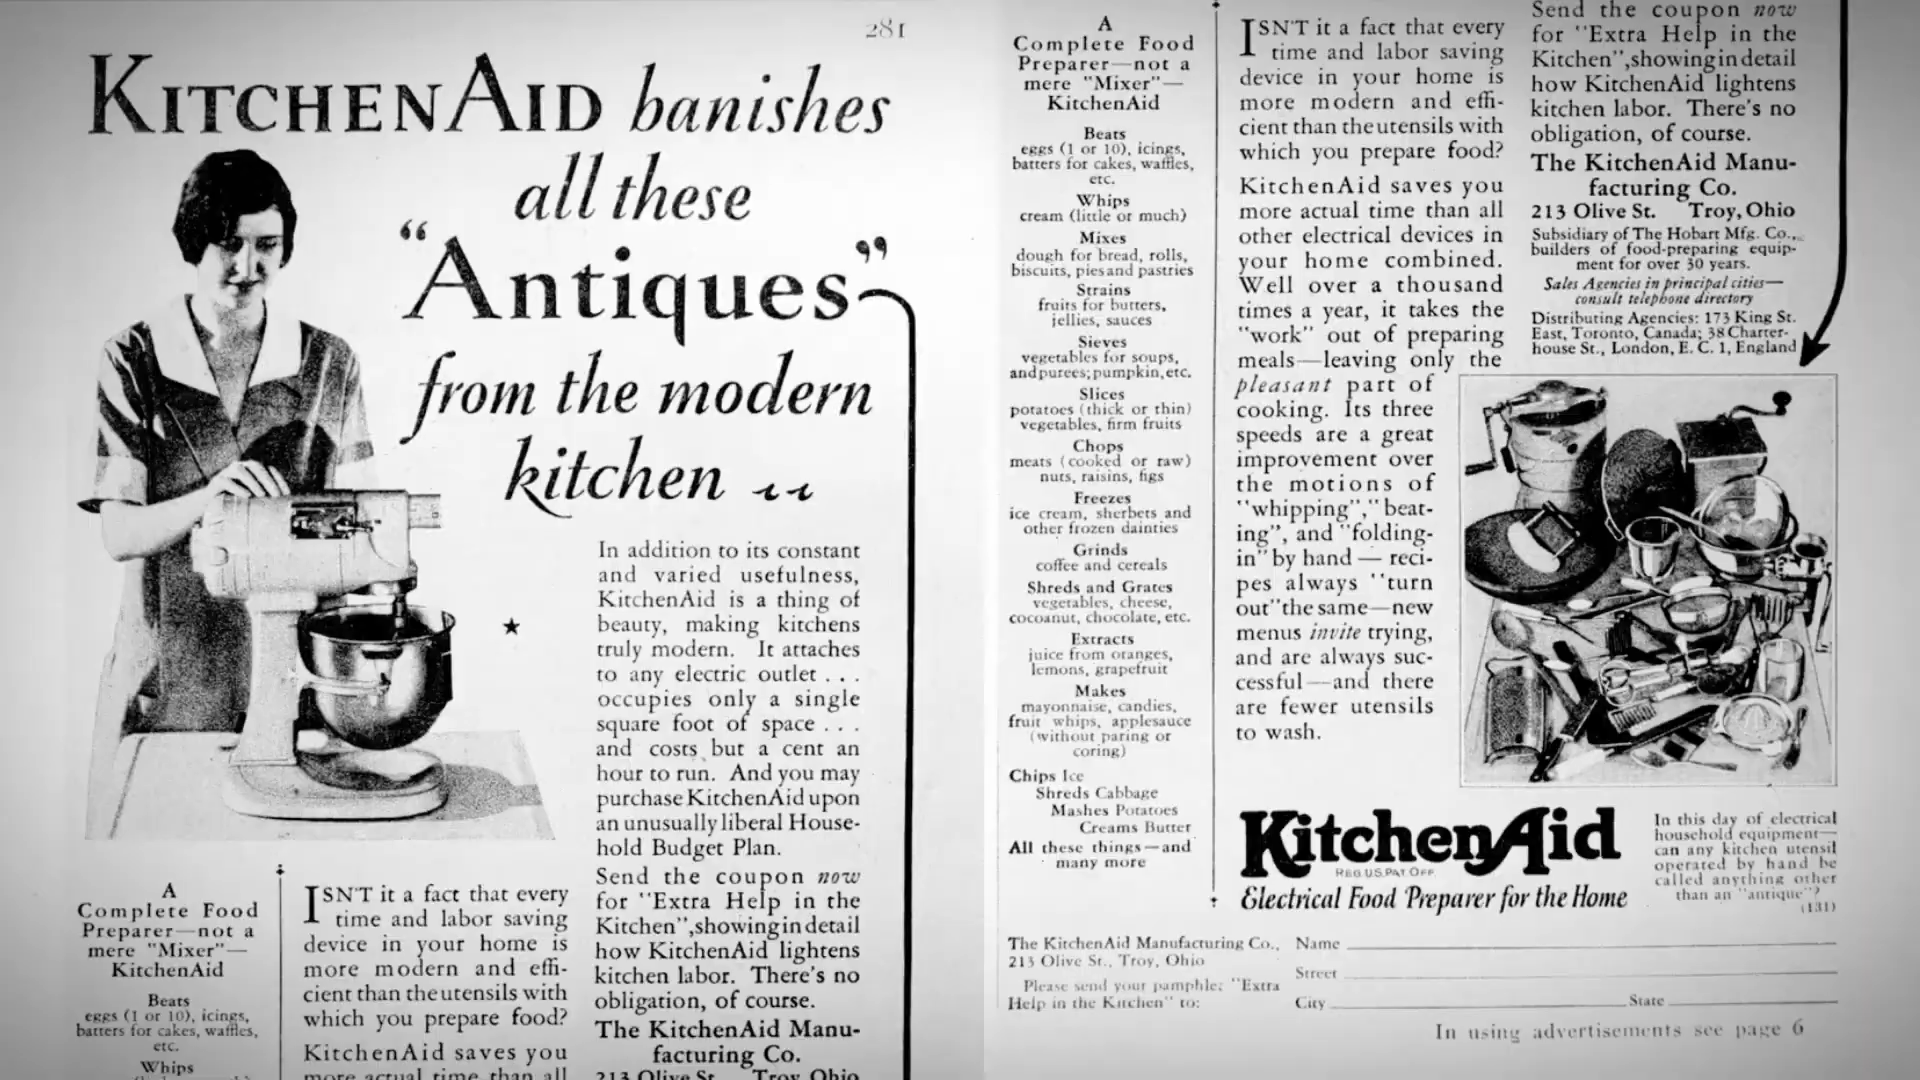 281
KITCHENAID banishes
all these
"Antiques"
from the modern
kitchen
In addition to its constant
and varied usefulness,
KitchenAid is a thing of
beauty, making kitchens
truly modern. It attaches
to any electric outlet . . .
occupies only a single
square foot of space . . .
and costs but a cent an
hour to run. And you may
purchase KitchenAid upon
an unusually liberal House-
hold Budget Plan.
Send the coupon now
for "Extra Help in the
Kitchen", showing in detail
how KitchenAid lightens
kitchen labor. There's no
obligation, of course.
The KitchenAid Manu-
facturing Co.
213 Olive St. Troy, Ohio
A
Complete Food
Preparer—not a
mere "Mixer"—
KitchenAid
Beats
eggs (1 or 10), icings,
batters for cakes, waffles,
etc.
Whips
ISN'T it a fact that every
time and labor saving
device in your home is
more modern and effi-
cient than the utensils with
which you prepare food?
KitchenAid saves you
more actual time than all
A
Complete Food
Preparer—not a
mere "Mixer"—
KitchenAid
Beats
eggs (1 or 10), icings,
batters for cakes, waffles,
etc.
Whips
cream (little or much)
Mixes
dough for bread, rolls,
biscuits, pies and pastries
Strains
fruits for butters,
jellies, sauces
Sieves
vegetables for soups,
and purees; pumpkin, etc.
Slices
potatoes (thick or thin)
vegetables, firm fruits
Chops
meats (cooked or raw)
nuts, raisins, figs
Freezes
ice cream, sherbets and
other frozen dainties
Grinds
coffee and cereals
Shreds and Grates
vegetables, cheese,
cocoanut, chocolate, etc.
Extracts
juice from oranges,
lemons, grapefruit
Makes
mayonnaise, candies,
fruit whips, applesauce
(without paring or
coring)
Chips Ice
Shreds Cabbage
Mashes Potatoes
Creams Butter
All these things—and
many more
ISN'T it a fact that every
time and labor saving
device in your home is
more modern and effi-
cient than the utensils with
which you prepare food?
KitchenAid saves you
more actual time than all
other electrical devices in
your home combined.
Well over a thousand
times a year, it takes the
"work" out of preparing
meals—leaving only the
pleasant part of
cooking. Its three
speeds are a great
improvement over
the motions of
"whipping", "beat-
ing", and "folding-
in" by hand — reci-
pes always "turn
out" the same—new
menus invite trying,
and are always suc-
cessful—and there
are fewer utensils
to wash.
Send the coupon now
for "Extra Help in the
Kitchen", showing in detail
how KitchenAid lightens
kitchen labor. There's no
obligation, of course.
The KitchenAid Manu-
facturing Co.
213 Olive St. Troy, Ohio
Subsidiary of The Hobart Mfg. Co.,
builders of food-preparing equip-
ment for over 30 years.
Sales Agencies in principal cities—
consult telephone directory
Distributing Agencies: 173 King St.
East, Toronto, Canada; 38 Charter-
house St., London, E. C. 1, England
KitchenAid
REG. U.S. PAT. OFF.
Electrical Food Preparer for the Home
In this day of electrical
household equipment—
can any kitchen utensil
operated by hand be
called anything other
than an "antique"?
(131)
The KitchenAid Manufacturing Co.,
213 Olive St., Troy, Ohio
Please send your pamphlet "Extra
Help in the Kitchen" to:
Name
Street
City State
In using advertisements see page 6